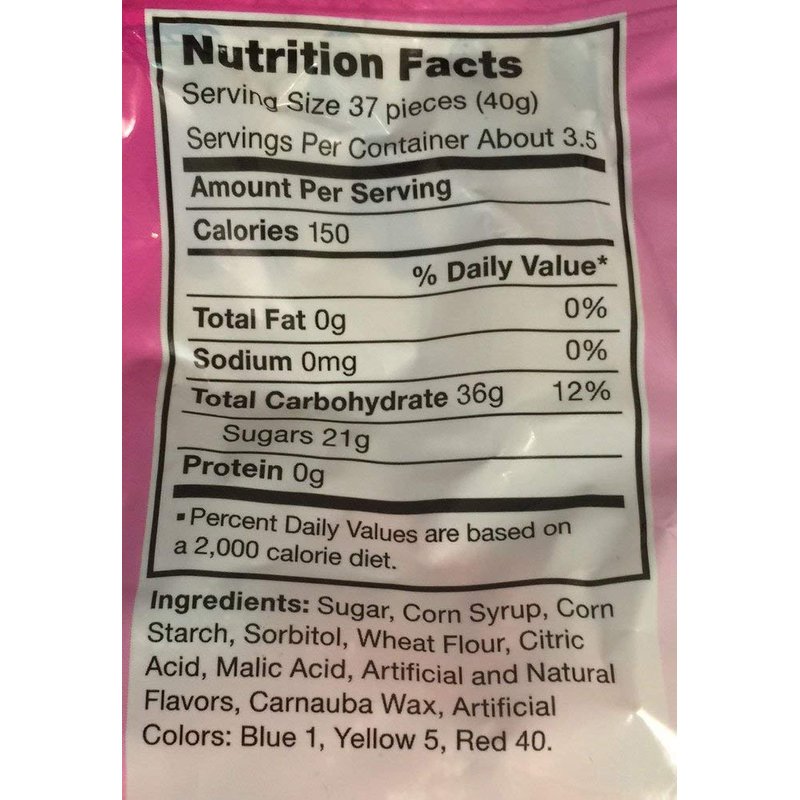 Nutrition Facts
Serving Size 37 pieces (40g)
Servings Per Container About 3.5
Amount Per Serving
Calories 150
% Daily Value*
Total Fat 0g 0%
Sodium 0mg 0%
Total Carbohydrate 36g 12%
Sugars 21g
Protein 0g
▪Percent Daily Values are based on
a 2,000 calorie diet.
Ingredients: Sugar, Corn Syrup, Corn
Starch, Sorbitol, Wheat Flour, Citric
Acid, Malic Acid, Artificial and Natural
Flavors, Carnauba Wax, Artificial
Colors: Blue 1, Yellow 5, Red 40.